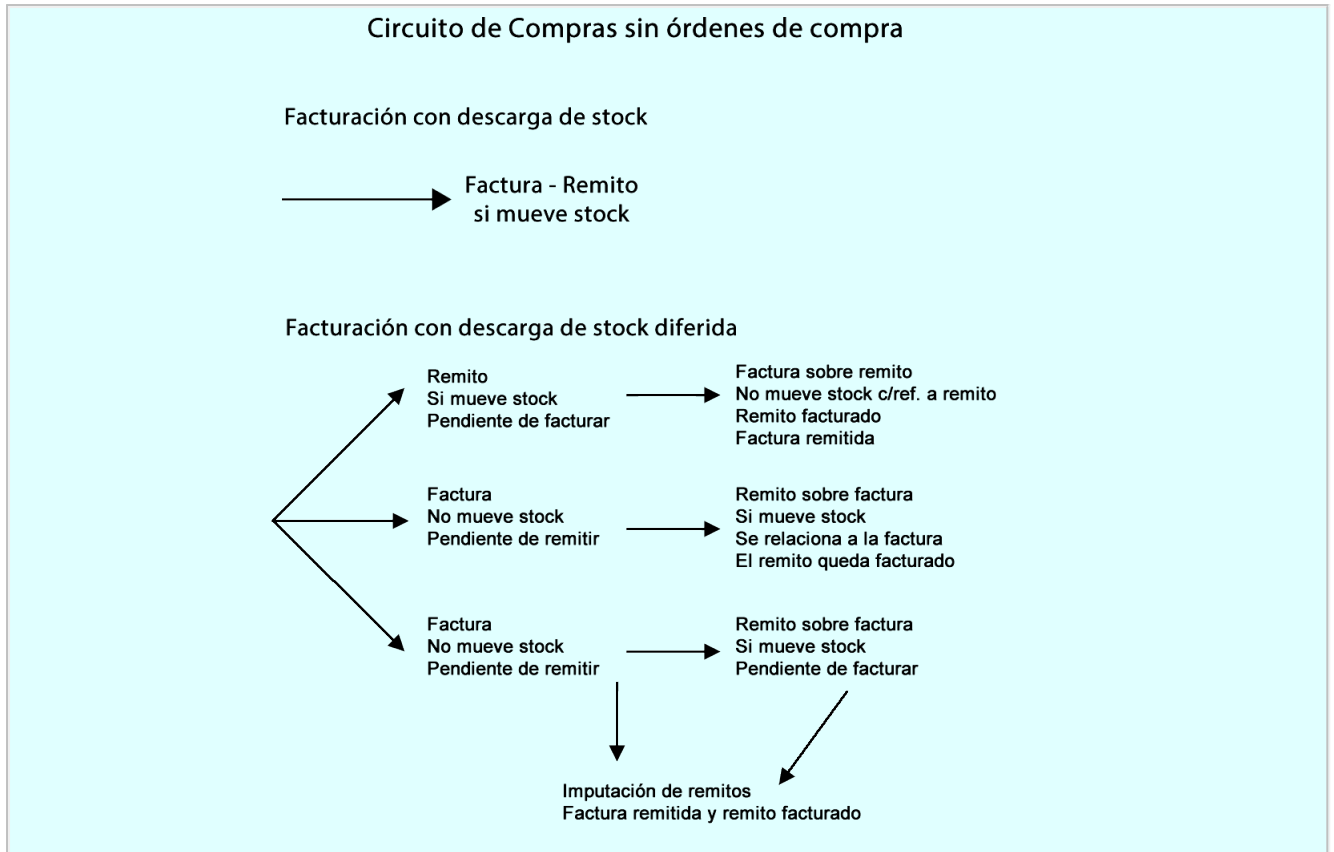 Circuito de Compras sin órdenes de compra
Facturación con descarga de stock
Factura - Remito
si mueve stock
Facturación con descarga de stock diferida
Remito
Si mueve stock
Pendiente de facturar
Factura sobre remito
No mueve stock c/ref. a remito
Remito facturado
Factura remitida
Factura
No mueve stock
Pendiente de remitir
Remito sobre factura
Si mueve stock
Se relaciona a la factura
El remito queda facturado
Factura
No mueve stock
Pendiente de remitir
Remito sobre factura
Si mueve stock
Pendiente de facturar
Imputación de remitos
Factura remitida y remito facturado